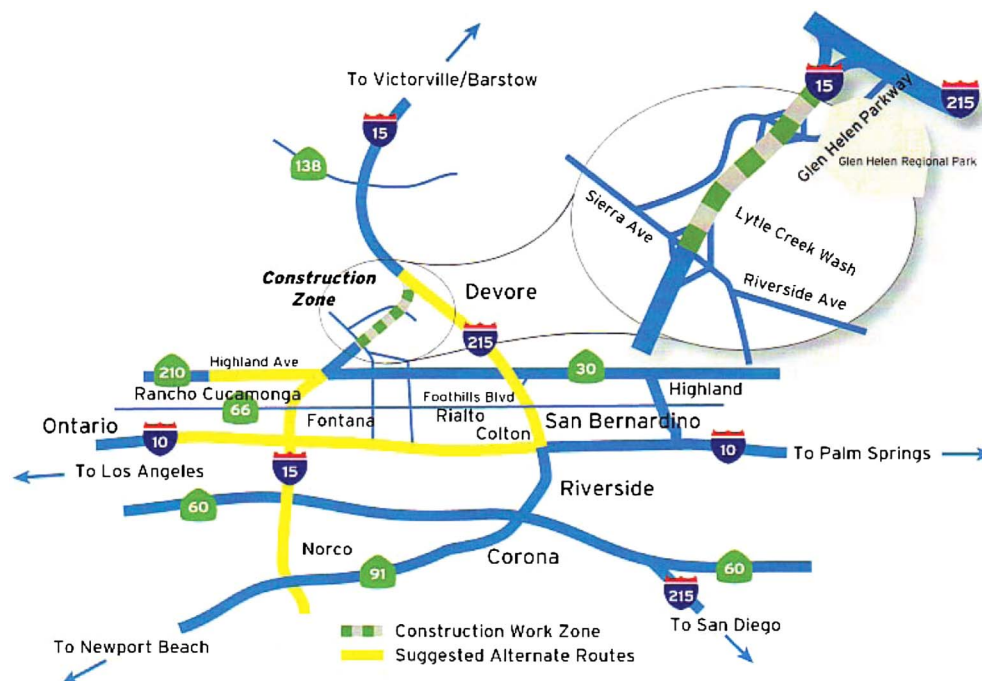 To Victorville/Barstow
15
138
15
215
Glen Helen Parkway
Glen Helen Regional Park
Sierra Ave
Lytle Creek Wash
Riverside Ave
Construction
Zone
Devore
215
210
Highland Ave
30
Highland
Rancho Cucamonga
66
Foothills Blvd
Fontana
Rialto
San Bernardino
Ontario
Colton
10
10
To Palm Springs
To Los Angeles
15
Riverside
60
Norco
Corona
91
60
215
To San Diego
To Newport Beach
Construction Work Zone
Suggested Alternate Routes